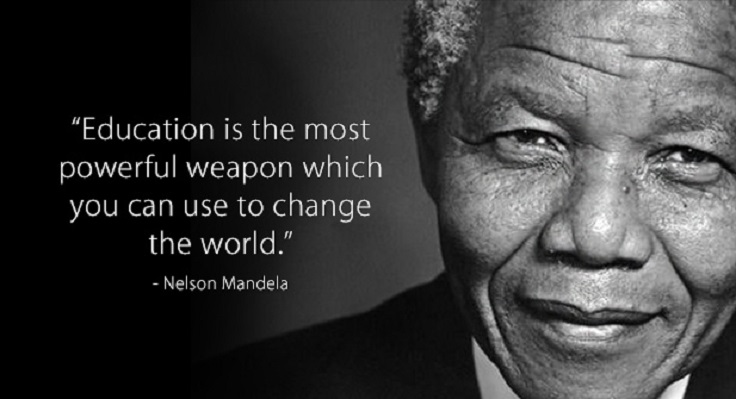 “Education is the most
powerful weapon which
you can use to change
the world.”
- Nelson Mandela